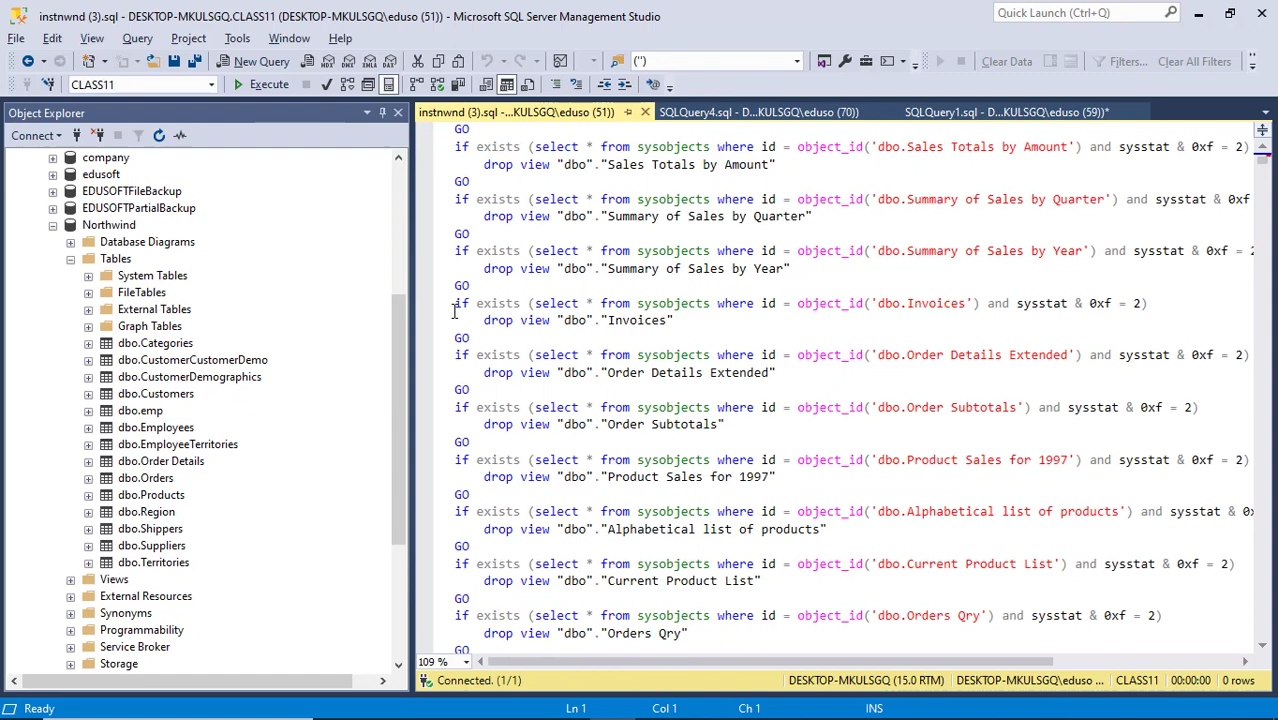 instnwnd (3).sql - DESKTOP-MKULSGQ.CLASS11 (DESKTOP-MKULSGQ\eduso (51)) - Microsoft SQL Server Management Studio
Quick Launch (Ctrl+Q)
File Edit View Query Project Tools Window Help
New Query
MDX DMX XMLA DAX
('')
Clear Data
Filters...
Clear All Filters
CLASS11
Execute
Object Explorer
Connect
company
edusoft
EDUSOFTFileBackup
EDUSOFTPartialBackup
Northwind
Database Diagrams
Tables
System Tables
FileTables
External Tables
Graph Tables
dbo.Categories
dbo.CustomerCustomerDemo
dbo.CustomerDemographics
dbo.Customers
dbo.emp
dbo.Employees
dbo.EmployeeTerritories
dbo.Order Details
dbo.Orders
dbo.Products
dbo.Region
dbo.Shippers
dbo.Suppliers
dbo.Territories
Views
External Resources
Synonyms
Programmability
Service Broker
Storage
instnwnd (3).sql -...KULSGQ\eduso (51))
SQLQuery4.sql - D...KULSGQ\eduso (70))
SQLQuery1.sql - D...KULSGQ\eduso (59))*
GO
if exists (select * from sysobjects where id = object_id('dbo.Sales Totals by Amount') and sysstat & 0xf = 2)
drop view "dbo"."Sales Totals by Amount"
GO
if exists (select * from sysobjects where id = object_id('dbo.Summary of Sales by Quarter') and sysstat & 0xf
drop view "dbo"."Summary of Sales by Quarter"
GO
if exists (select * from sysobjects where id = object_id('dbo.Summary of Sales by Year') and sysstat & 0xf = 2
drop view "dbo"."Summary of Sales by Year"
GO
if exists (select * from sysobjects where id = object_id('dbo.Invoices') and sysstat & 0xf = 2)
drop view "dbo"."Invoices"
GO
if exists (select * from sysobjects where id = object_id('dbo.Order Details Extended') and sysstat & 0xf = 2)
drop view "dbo"."Order Details Extended"
GO
if exists (select * from sysobjects where id = object_id('dbo.Order Subtotals') and sysstat & 0xf = 2)
drop view "dbo"."Order Subtotals"
GO
if exists (select * from sysobjects where id = object_id('dbo.Product Sales for 1997') and sysstat & 0xf = 2)
drop view "dbo"."Product Sales for 1997"
GO
if exists (select * from sysobjects where id = object_id('dbo.Alphabetical list of products') and sysstat & 0x
drop view "dbo"."Alphabetical list of products"
GO
if exists (select * from sysobjects where id = object_id('dbo.Current Product List') and sysstat & 0xf = 2)
drop view "dbo"."Current Product List"
GO
if exists (select * from sysobjects where id = object_id('dbo.Orders Qry') and sysstat & 0xf = 2)
drop view "dbo"."Orders Qry"
GO
109 %
Connected. (1/1)
DESKTOP-MKULSGQ (15.0 RTM)
DESKTOP-MKULSGQ\eduso ...
CLASS11
00:00:00
0 rows
Ready
Ln 1
Col 1
Ch 1
INS